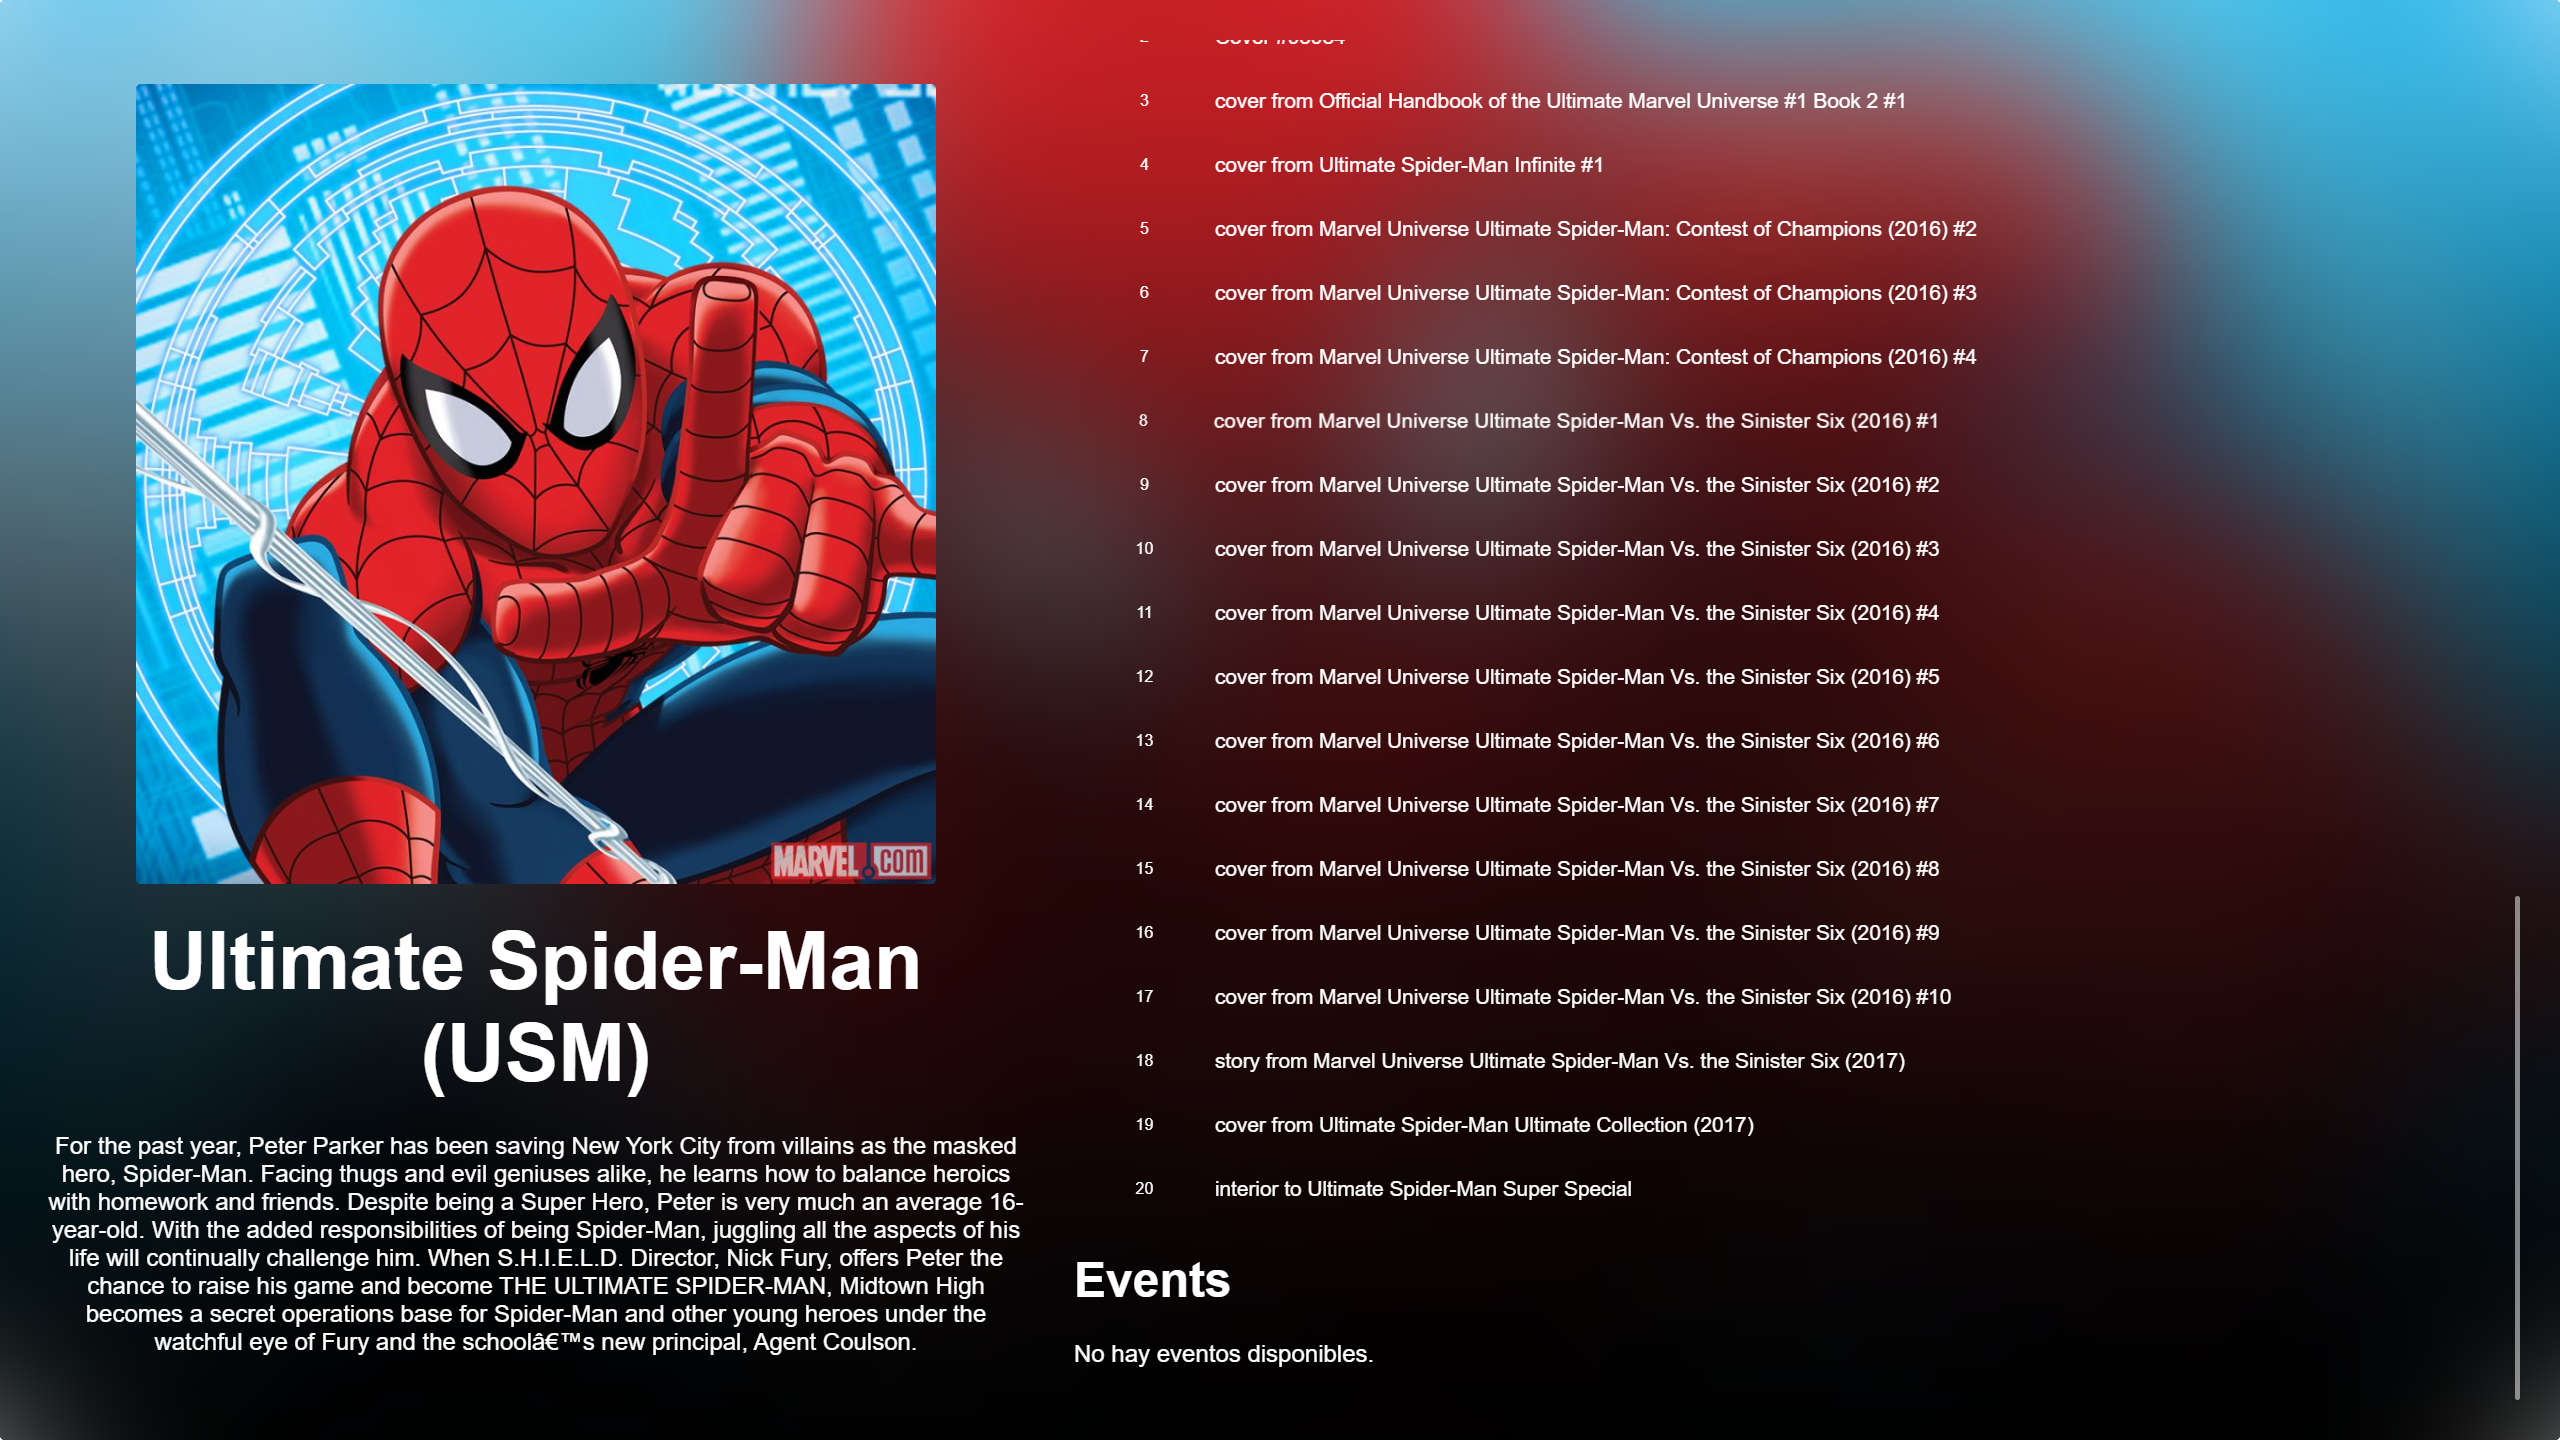 MARVEL.com
Ultimate Spider-Man
(USM)
For the past year, Peter Parker has been saving New York City from villains as the masked
hero, Spider-Man. Facing thugs and evil geniuses alike, he learns how to balance heroics
with homework and friends. Despite being a Super Hero, Peter is very much an average 16-
year-old. With the added responsibilities of being Spider-Man, juggling all the aspects of his
life will continually challenge him. When S.H.I.E.L.D. Director, Nick Fury, offers Peter the
chance to raise his game and become THE ULTIMATE SPIDER-MAN, Midtown High
becomes a secret operations base for Spider-Man and other young heroes under the
watchful eye of Fury and the schoolâ€™s new principal, Agent Coulson.
3 cover from Official Handbook of the Ultimate Marvel Universe #1 Book 2 #1
4 cover from Ultimate Spider-Man Infinite #1
5 cover from Marvel Universe Ultimate Spider-Man: Contest of Champions (2016) #2
6 cover from Marvel Universe Ultimate Spider-Man: Contest of Champions (2016) #3
7 cover from Marvel Universe Ultimate Spider-Man: Contest of Champions (2016) #4
8 cover from Marvel Universe Ultimate Spider-Man Vs. the Sinister Six (2016) #1
9 cover from Marvel Universe Ultimate Spider-Man Vs. the Sinister Six (2016) #2
10 cover from Marvel Universe Ultimate Spider-Man Vs. the Sinister Six (2016) #3
11 cover from Marvel Universe Ultimate Spider-Man Vs. the Sinister Six (2016) #4
12 cover from Marvel Universe Ultimate Spider-Man Vs. the Sinister Six (2016) #5
13 cover from Marvel Universe Ultimate Spider-Man Vs. the Sinister Six (2016) #6
14 cover from Marvel Universe Ultimate Spider-Man Vs. the Sinister Six (2016) #7
15 cover from Marvel Universe Ultimate Spider-Man Vs. the Sinister Six (2016) #8
16 cover from Marvel Universe Ultimate Spider-Man Vs. the Sinister Six (2016) #9
17 cover from Marvel Universe Ultimate Spider-Man Vs. the Sinister Six (2016) #10
18 story from Marvel Universe Ultimate Spider-Man Vs. the Sinister Six (2017)
19 cover from Ultimate Spider-Man Ultimate Collection (2017)
20 interior to Ultimate Spider-Man Super Special
Events
No hay eventos disponibles.